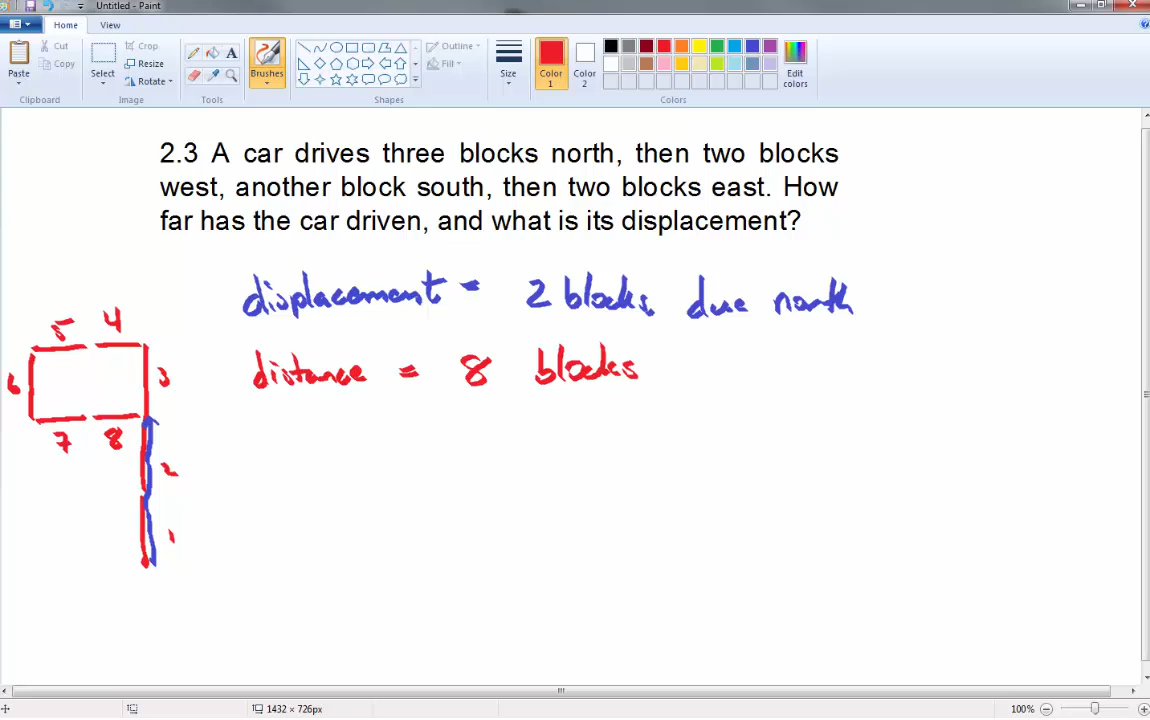 Untitled - Paint
Home View
Paste
Cut
Copy
Clipboard
Select
Crop
Resize
Rotate
Image
A
Tools
Brushes
Outline
Fill
Shapes
Size
Color 1
Color 2
Edit colors
Colors
2.3 A car drives three blocks north, then two blocks
west, another block south, then two blocks east. How
far has the car driven, and what is its displacement?
displacement = 2 blocks, due north
distance = 8 blocks
5 4
6 3
7 8
2
1
1432 × 726px
100%